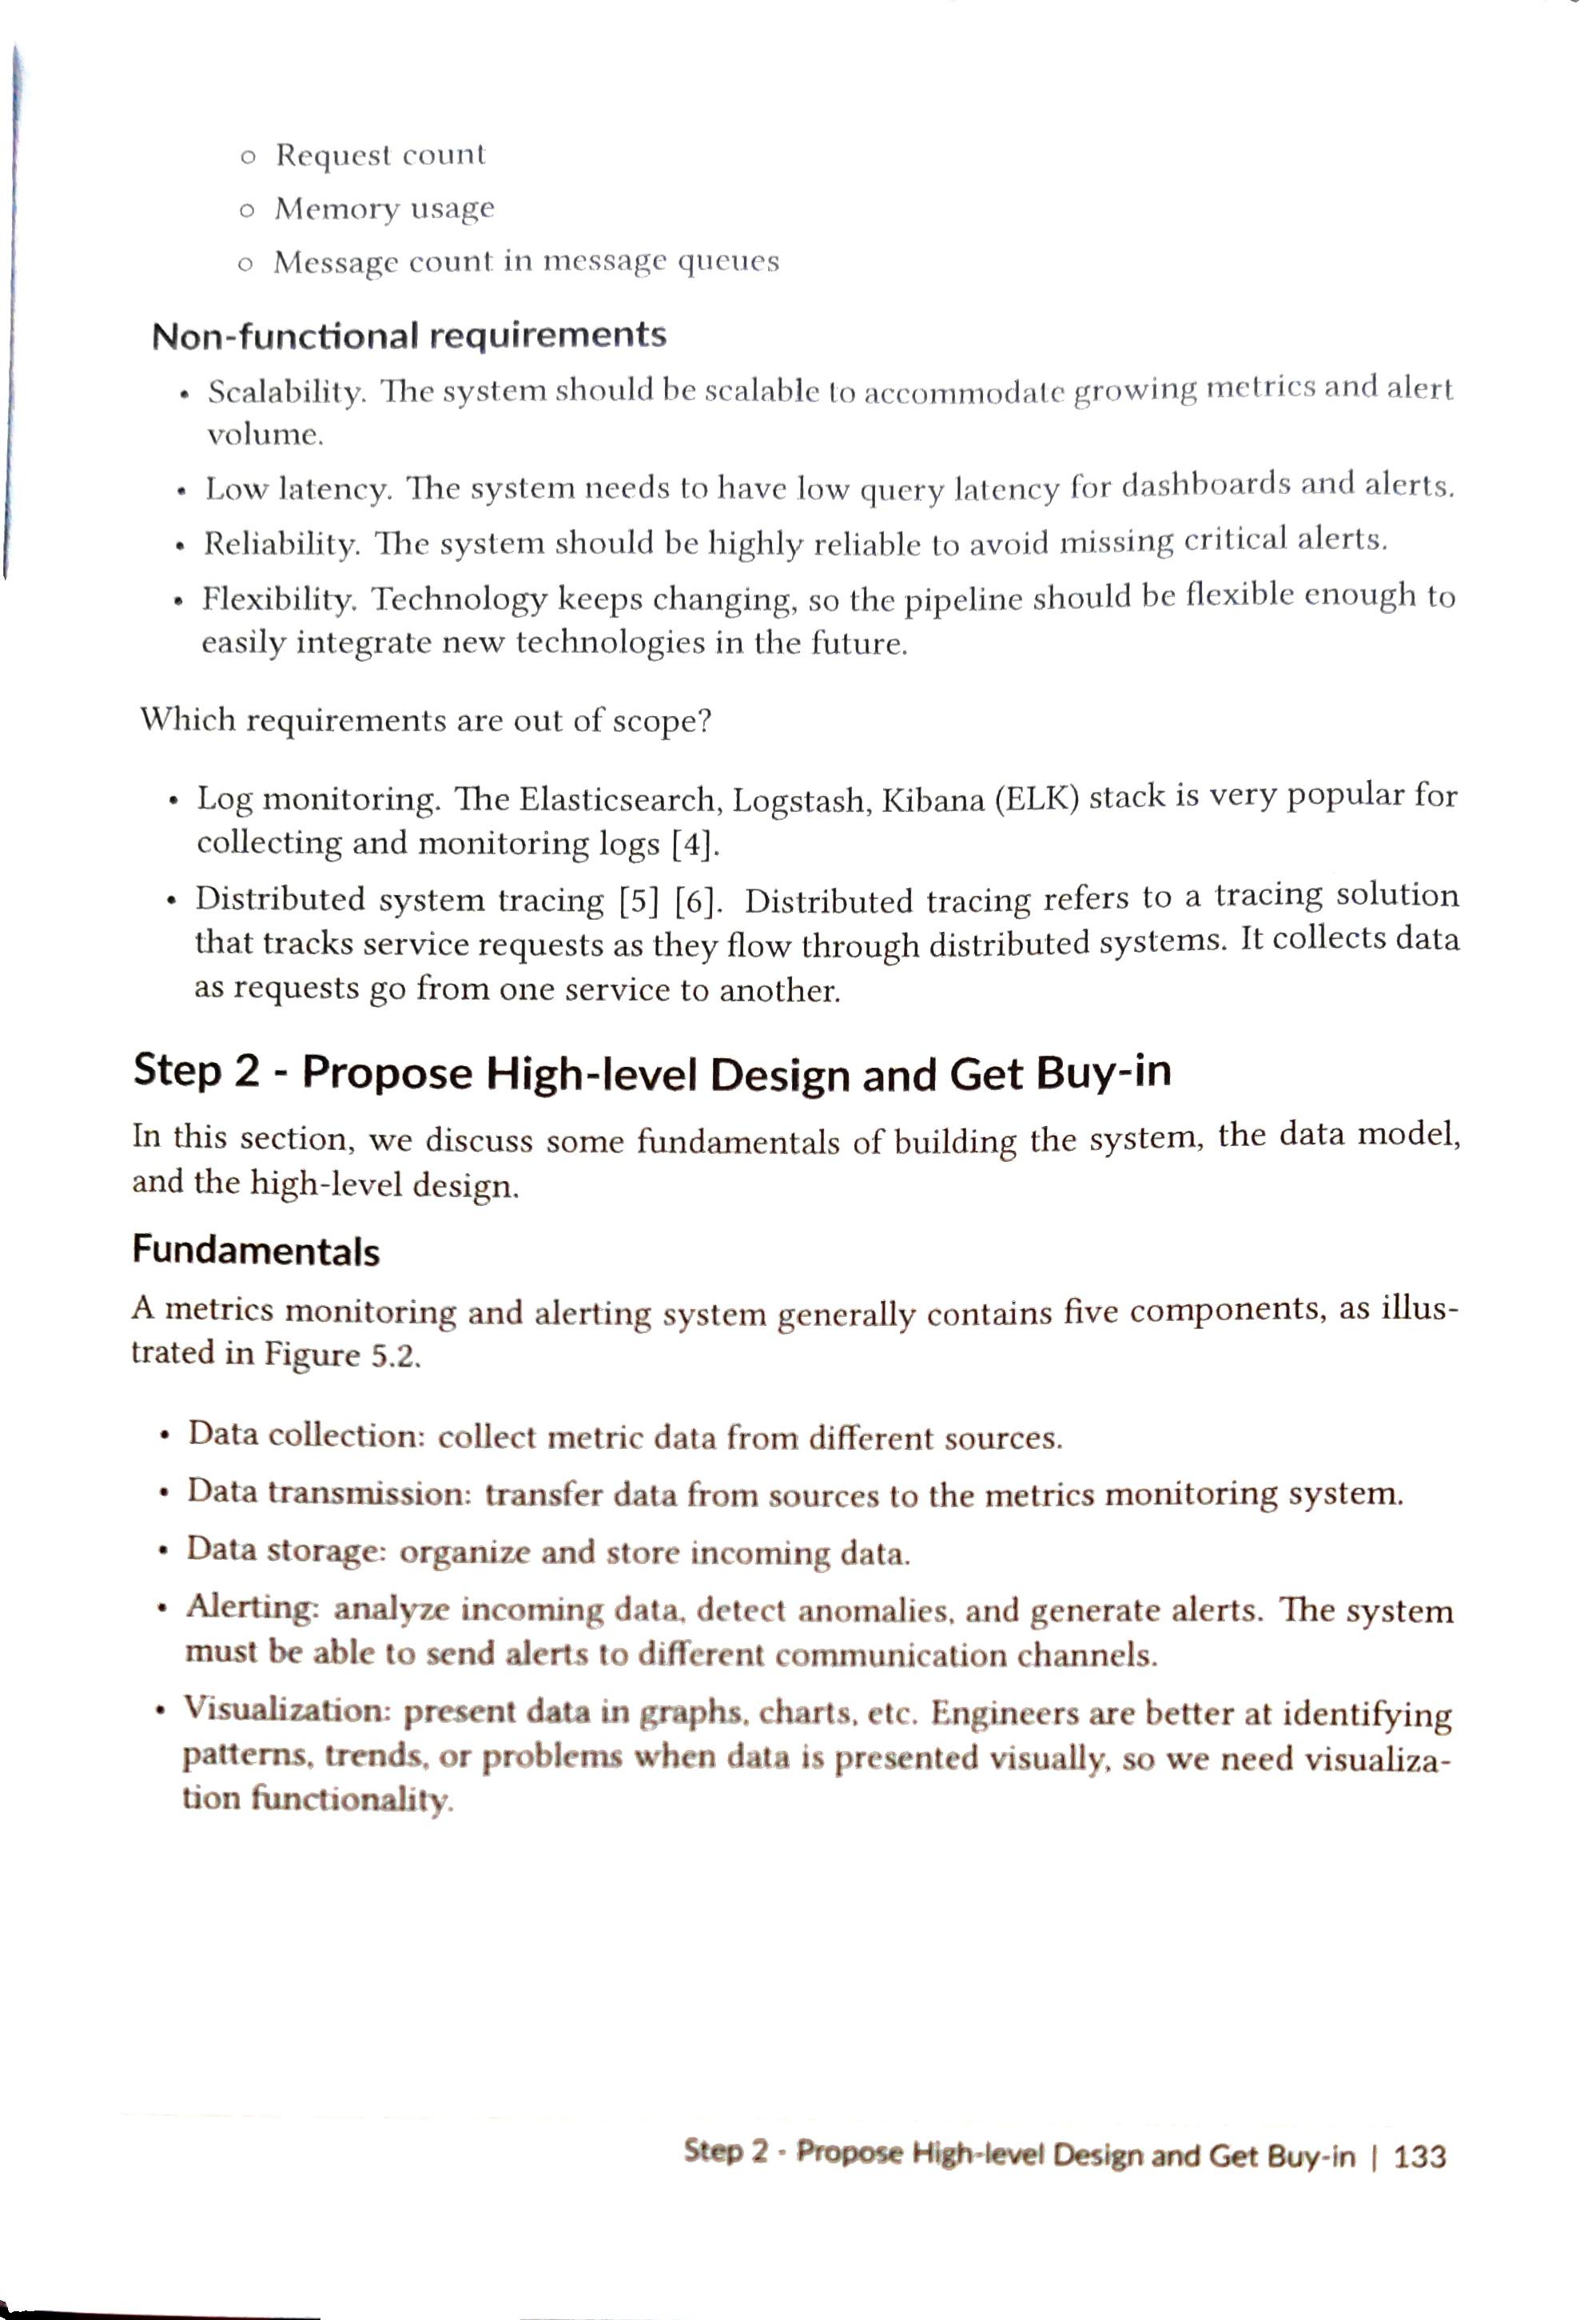 ○ Request count
○ Memory usage
○ Message count in message queues
Non-functional requirements
• Scalability. The system should be scalable to accommodate growing metrics and alert
volume.
• Low latency. The system needs to have low query latency for dashboards and alerts.
• Reliability. The system should be highly reliable to avoid missing critical alerts.
• Flexibility. Technology keeps changing, so the pipeline should be flexible enough to
easily integrate new technologies in the future.
Which requirements are out of scope?
• Log monitoring. The Elasticsearch, Logstash, Kibana (ELK) stack is very popular for
collecting and monitoring logs [4].
• Distributed system tracing [5] [6]. Distributed tracing refers to a tracing solution
that tracks service requests as they flow through distributed systems. It collects data
as requests go from one service to another.
Step 2 - Propose High-level Design and Get Buy-in
In this section, we discuss some fundamentals of building the system, the data model,
and the high-level design.
Fundamentals
A metrics monitoring and alerting system generally contains five components, as illus-
trated in Figure 5.2.
• Data collection: collect metric data from different sources.
• Data transmission: transfer data from sources to the metrics monitoring system.
• Data storage: organize and store incoming data.
• Alerting: analyze incoming data, detect anomalies, and generate alerts. The system
must be able to send alerts to different communication channels.
• Visualization: present data in graphs, charts, etc. Engineers are better at identifying
patterns, trends, or problems when data is presented visually, so we need visualiza-
tion functionality.
Step 2 - Propose High-level Design and Get Buy-in | 133